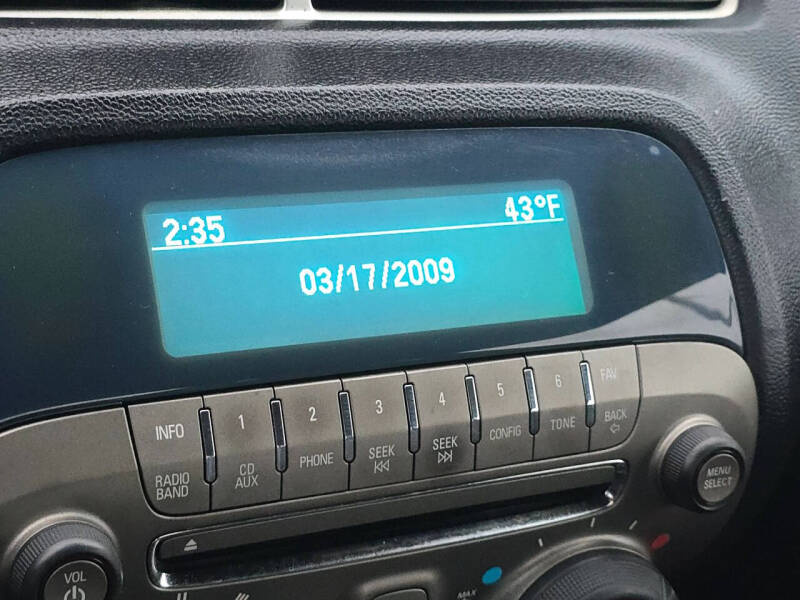 2:35 43°F
03/17/2009
INFO 1 2 3 4 5 6 FAV
RADIO BAND CD AUX PHONE SEEK SEEK CONFIG TONE BACK
MENU SELECT
VOL
MAX